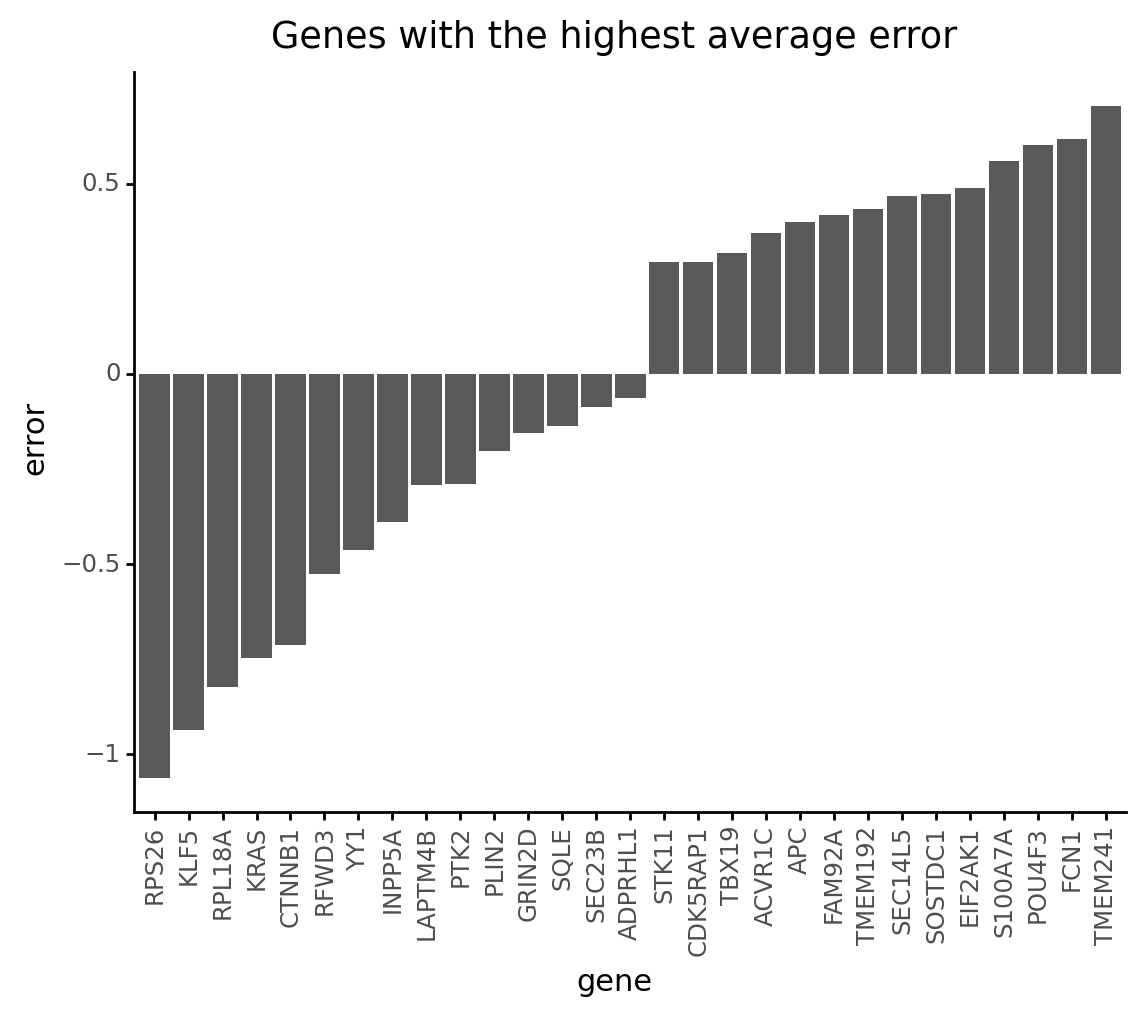 Genes with the highest average error
error
0.5
0
−0.5
−1
RPS26
KLF5
RPL18A
KRAS
CTNNB1
RFWD3
YY1
INPP5A
LAPTM4B
PTK2
PLIN2
GRIN2D
SQLE
SEC23B
ADPRHL1
STK11
CDK5RAP1
TBX19
ACVR1C
APC
FAM92A
TMEM192
SEC14L5
SOSTDC1
EIF2AK1
S100A7A
POU4F3
FCN1
TMEM241
gene